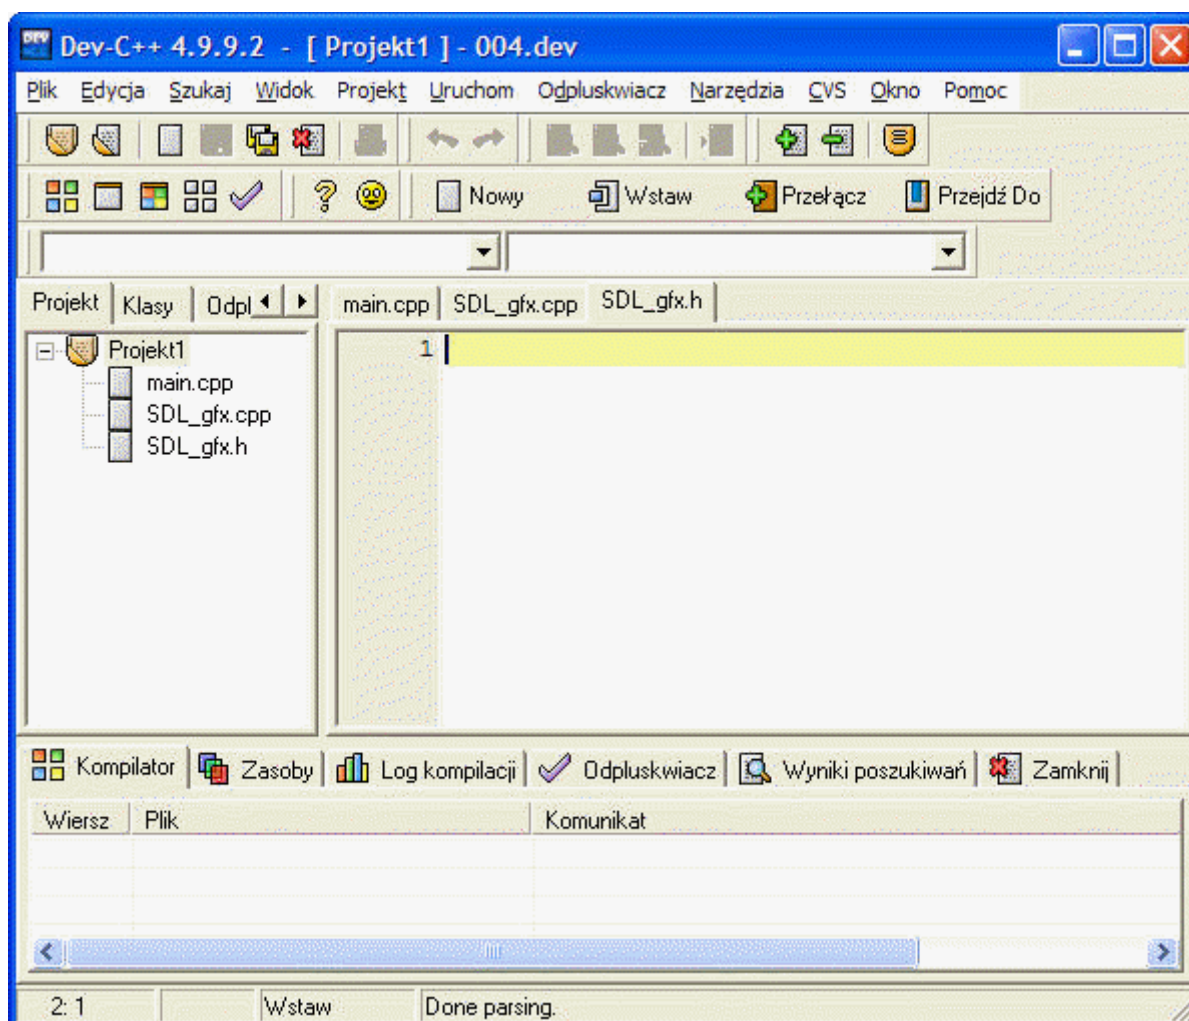 Dev-C++ 4.9.9.2 - [ Projekt1 ] - 004.dev
Plik Edycja Szukaj Widok Projekt Uruchom Odpluskwiacz Narzędzia CVS Okno Pomoc
Nowy Wstaw Przełącz Przejdź Do
Projekt Klasy Odpl main.cpp SDL_gfx.cpp SDL_gfx.h
Projekt1 1
main.cpp
SDL_gfx.cpp
SDL_gfx.h
Kompilator Zasoby Log kompilacji Odpluskwiacz Wyniki poszukiwań Zamknij
Wiersz Plik Komunikat
2: 1 Wstaw Done parsing.